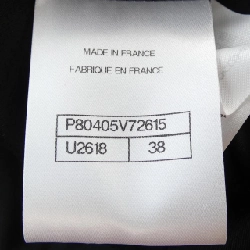 MADE IN FRANCE
FABRIQUE EN FRANCE
P80405V72615
U2618 38